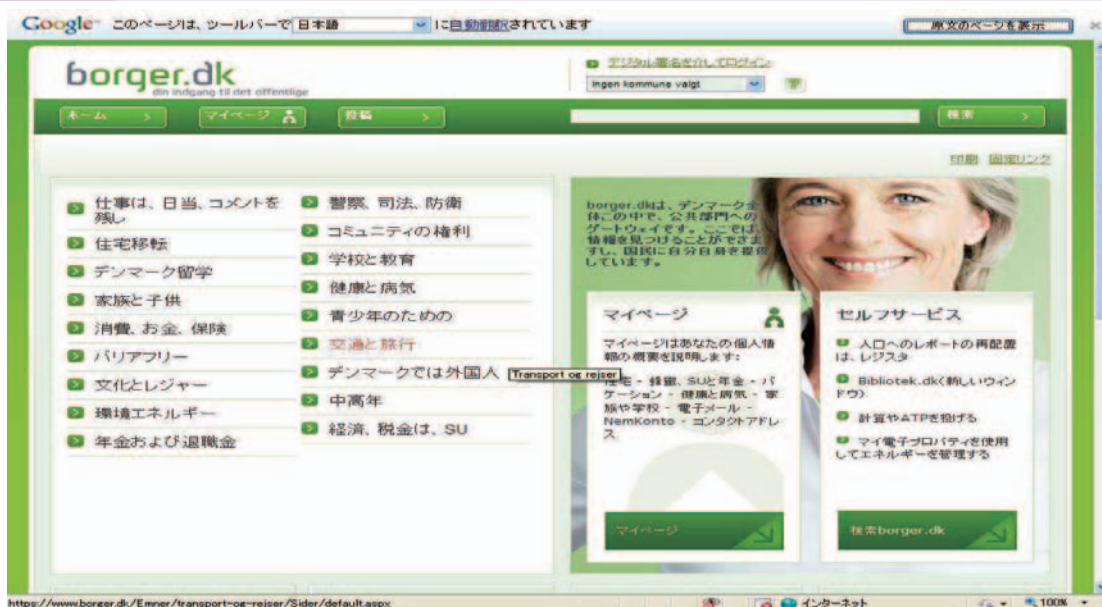 Google このページは、ツールバーで 日本語 に自動翻訳されています 原文のページを表示
borger.dk
din indgang til det offentlige
デジタル署名を介してログイン
Ingen kommune valgt
ホーム マイページ 投稿 検索
印刷 固定リンク
仕事は、日当、コメントを残し
住宅移転
デンマーク留学
家族と子供
消費、お金、保険
バリアフリー
文化とレジャー
環境エネルギー
年金および退職金
警察、司法、防衛
コミュニティの権利
学校と教育
健康と病気
青少年のための
交通と旅行
デンマークでは外国人
Transport og rejser
中高年
経済、税金は、SU
borger.dkは、デンマーク全
体この中で、公共部門への
ゲートウェイです。ここでは、
情報を見つけることができま
すし、国民に自分自身を提供
しています。
マイページ
マイページはあなたの個人情
報の概要を説明します:
住宅 - 蜂蜜、SUと年金 - バ
ケーション - 健康と病気 - 家
族や学校 - 電子メール -
NemKonto - コンタクトアドレ
ス
マイページ
セルフサービス
人口へのレポートの再配置
は、レジスタ
Bibliotek.dk(新しいウィン
ドウ)
計算やATPを投げる
マイ電子プロパティを使用
してエネルギーを管理する
検索borger.dk
https://www.borger.dk/Emner/transport-og-rejser/Sider/default.aspx インターネット 100%